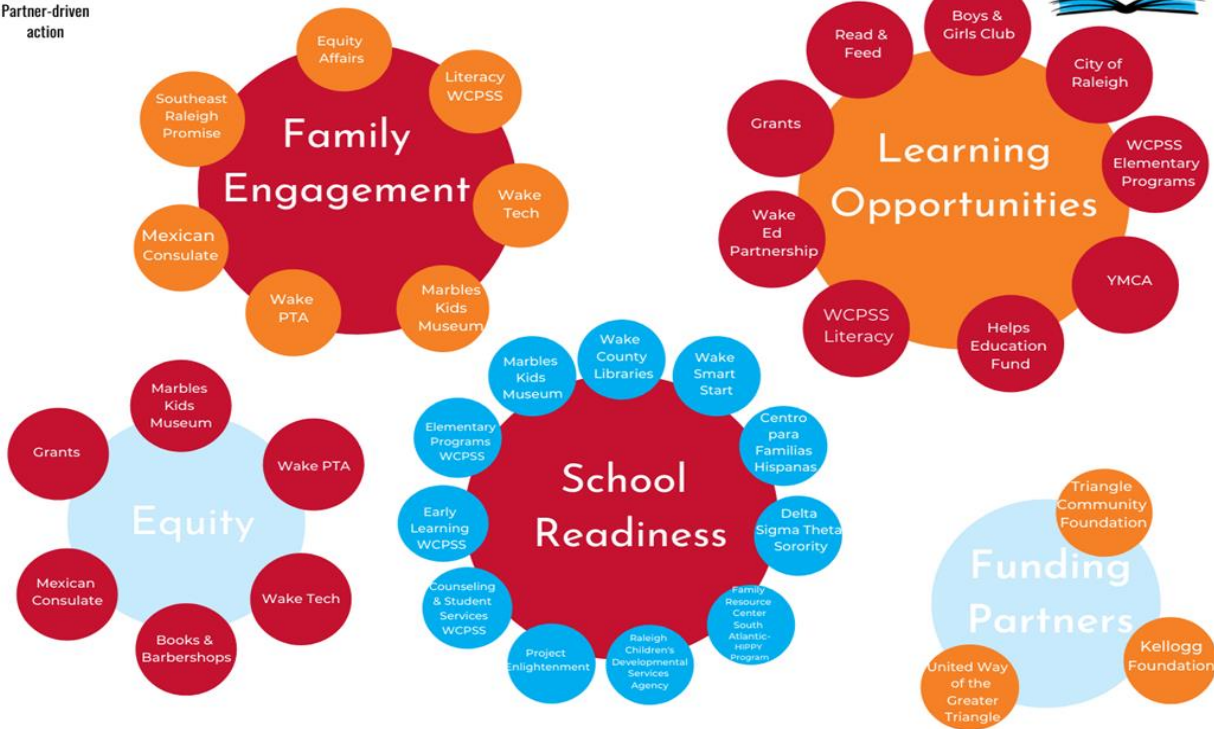 Partner-driven
action
Family
Engagement
Equity
Affairs
Literacy
WCPSS
Wake
Tech
Marbles
Kids
Museum
Wake
PTA
Mexican
Consulate
Southeast
Raleigh
Promise
Learning
Opportunities
Boys &
Girls Club
City of
Raleigh
WCPSS
Elementary
Programs
YMCA
Helps
Education
Fund
WCPSS
Literacy
Wake
Ed
Partnership
Grants
Read &
Feed
Equity
Marbles
Kids
Museum
Wake PTA
Wake Tech
Books &
Barbershops
Mexican
Consulate
Grants
School
Readiness
Wake
County
Libraries
Wake
Smart
Start
Centro
para
Familias
Hispanas
Delta
Sigma Theta
Sorority
Family
Resource
Center
South
Atlantic-
HIPPY
Program
Raleigh
Children's
Developmental
Services
Agency
Project
Enlightenment
Counseling
& Student
Services
WCPSS
Early
Learning
WCPSS
Elementary
Programs
WCPSS
Marbles
Kids
Museum
Funding
Partners
Triangle
Community
Foundation
Kellogg
Foundation
United Way
of the
Greater
Triangle